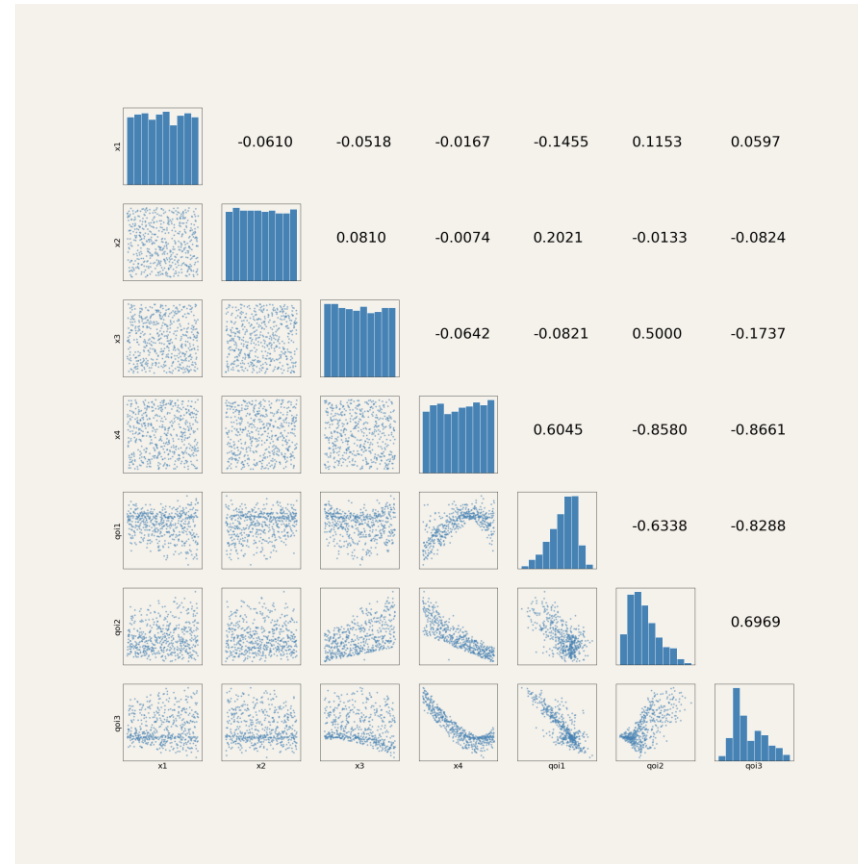 x1
-0.0610 -0.0518 -0.0167 -0.1455 0.1153 0.0597
x2
0.0810 -0.0074 0.2021 -0.0133 -0.0824
x3
-0.0642 -0.0821 0.5000 -0.1737
x4
0.6045 -0.8580 -0.8661
qoi1
-0.6338 -0.8288
qoi2
0.6969
qoi3
x1 x2 x3 x4 qoi1 qoi2 qoi3